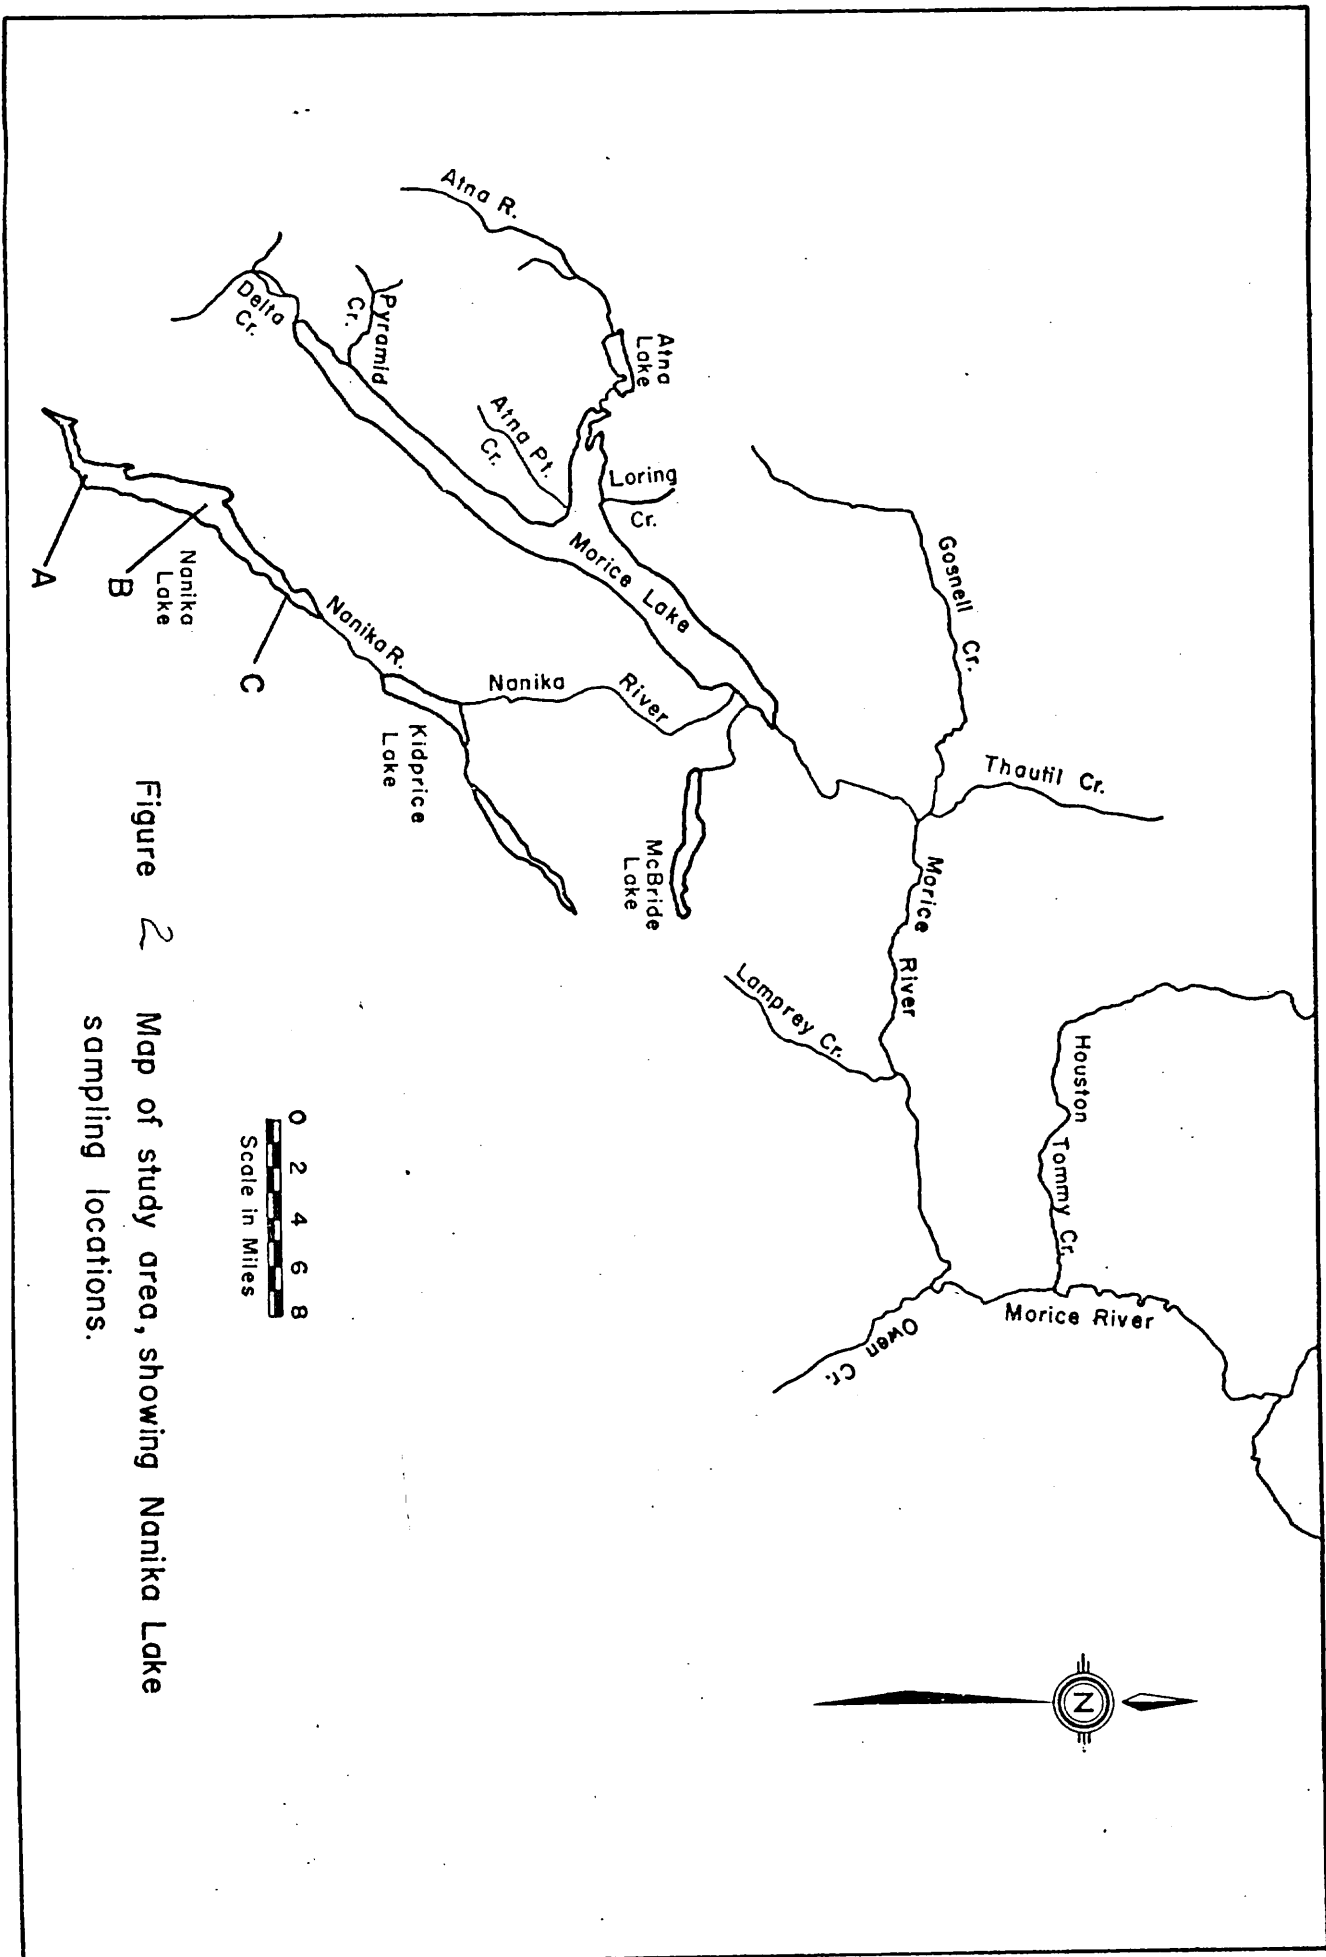 Atna R.
Atna
Lake
Delta
Cr.
Pyramid
Cr.
Atna Pt.
Cr.
Loring
Cr.
Morice Lake
Gosnell Cr.
Thautil Cr.
Morice River
Houston Tommy Cr.
Morice River
Owen Cr.
Lamprey Cr.
McBride
Lake
Nanika River
Kidprice
Lake
Nanika R.
Nanika
Lake
A
B
C
N
0 2 4 6 8
Scale in Miles
Figure 2 Map of study area, showing Nanika Lake
sampling locations.